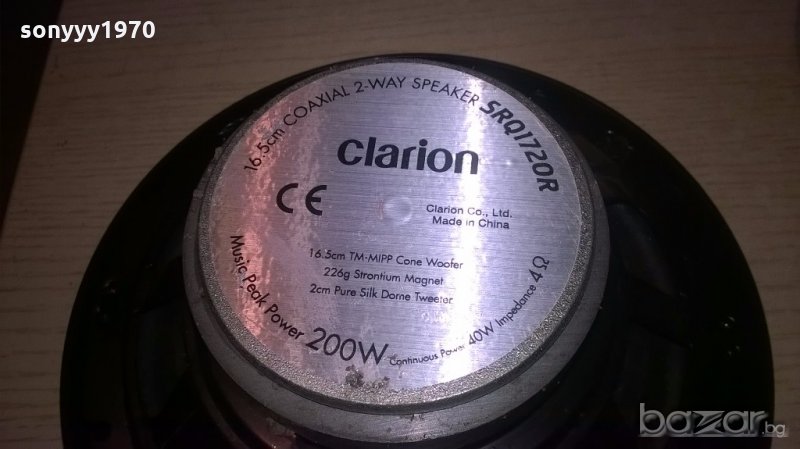 sonyyy1970
16.5cm COAXIAL 2-WAY SPEAKER SRQ1720R
clarion
CE
Clarion Co., Ltd.
Made in China
16.5cm TM-MIPP Cone Woofer
226g Strontium Magnet
2cm Pure Silk Dome Tweeter
Music Peak Power 200W Continuous Power 40W Impedance 4Ω
bazar.bg